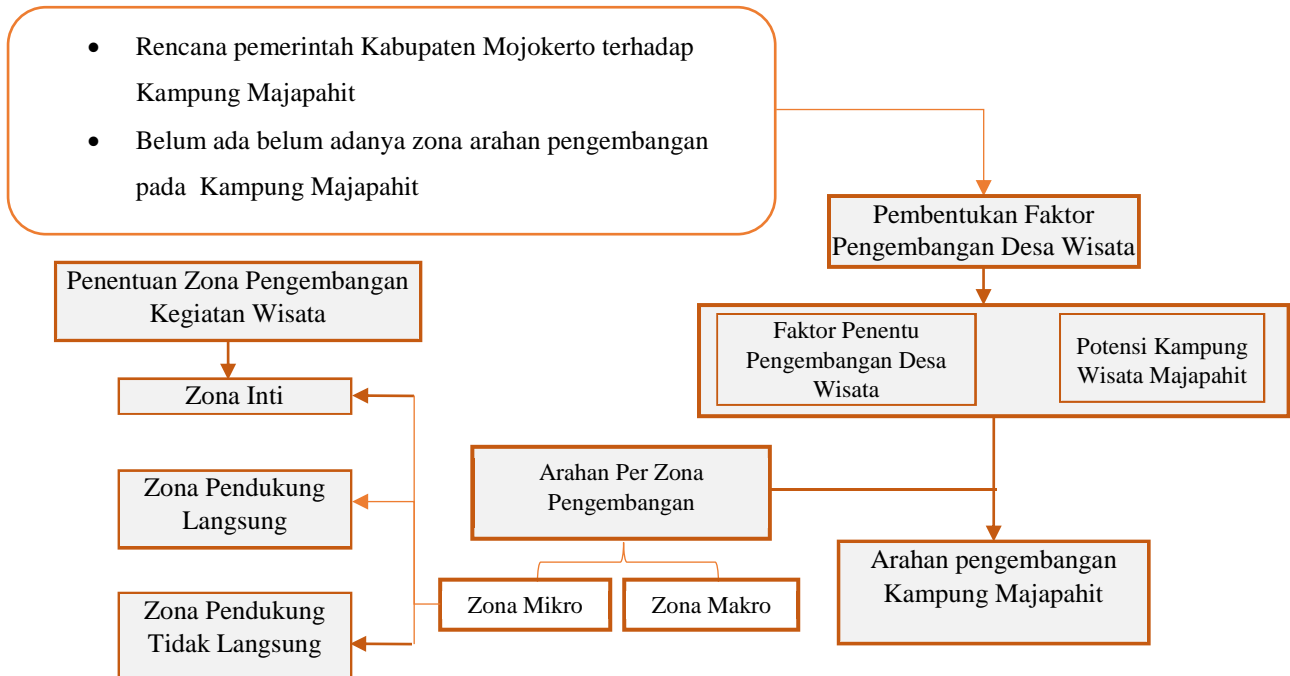 • Rencana pemerintah Kabupaten Mojokerto terhadap
Kampung Majapahit
• Belum ada belum adanya zona arahan pengembangan
pada Kampung Majapahit
Pembentukan Faktor
Pengembangan Desa Wisata
Penentuan Zona Pengembangan
Kegiatan Wisata
Faktor Penentu
Pengembangan Desa
Wisata
Potensi Kampung
Wisata Majapahit
Zona Inti
Arahan Per Zona
Pengembangan
Zona Pendukung
Langsung
Arahan pengembangan
Kampung Majapahit
Zona Mikro
Zona Makro
Zona Pendukung
Tidak Langsung